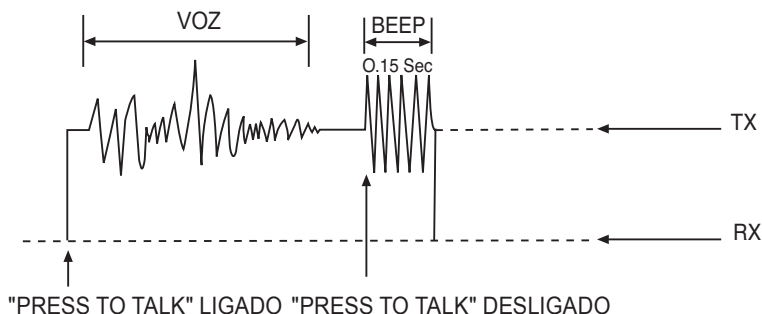 VOZ
BEEP
O.15 Sec
TX
RX
"PRESS TO TALK" LIGADO "PRESS TO TALK" DESLIGADO